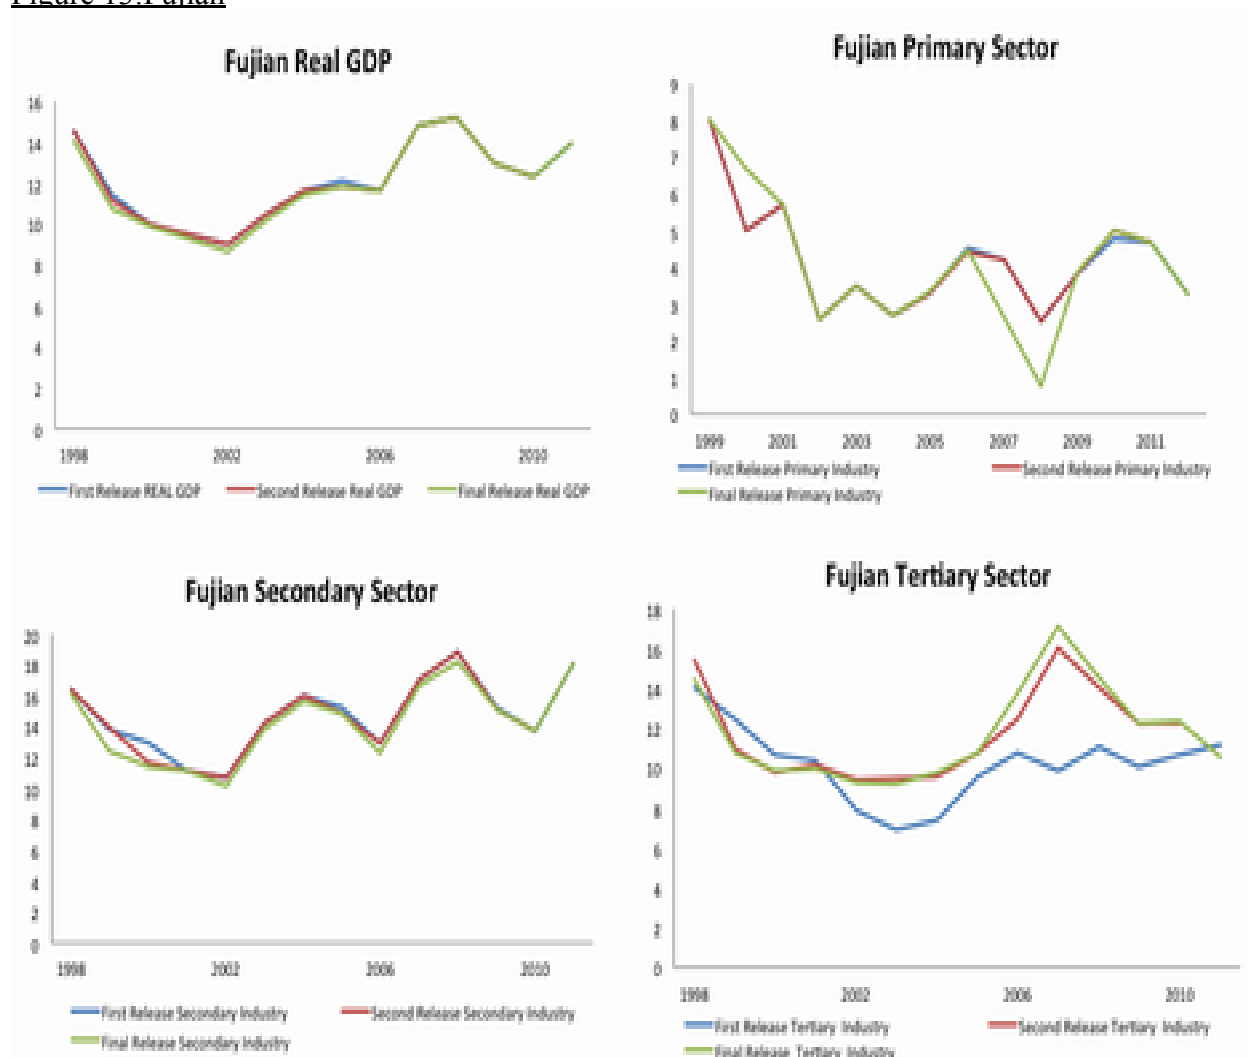 Figure 13:Fujian
Fujian Real GDP
16
14
12
10
8
6
4
2
0
1998 2002 2006 2010
First Release REAL GDP Second Release Real GDP Final Release Real GDP
Fujian Primary Sector
9
8
7
6
5
4
3
2
1
0
1999 2001 2003 2005 2007 2009 2011
First Release Primary Industry Second Release Primary Industry
Final Release Primary Industry
Fujian Secondary Sector
20
18
16
14
12
10
8
6
4
2
0
1998 2002 2006 2010
First Release Secondary Industry Second Release Secondary Industry
Final Release Secondary Industry
Fujian Tertiary Sector
18
16
14
12
10
8
6
4
2
0
1998 2002 2006 2010
First Release Tertiary Industry Second Release Tertiary Industry
Final Release Tertiary Industry